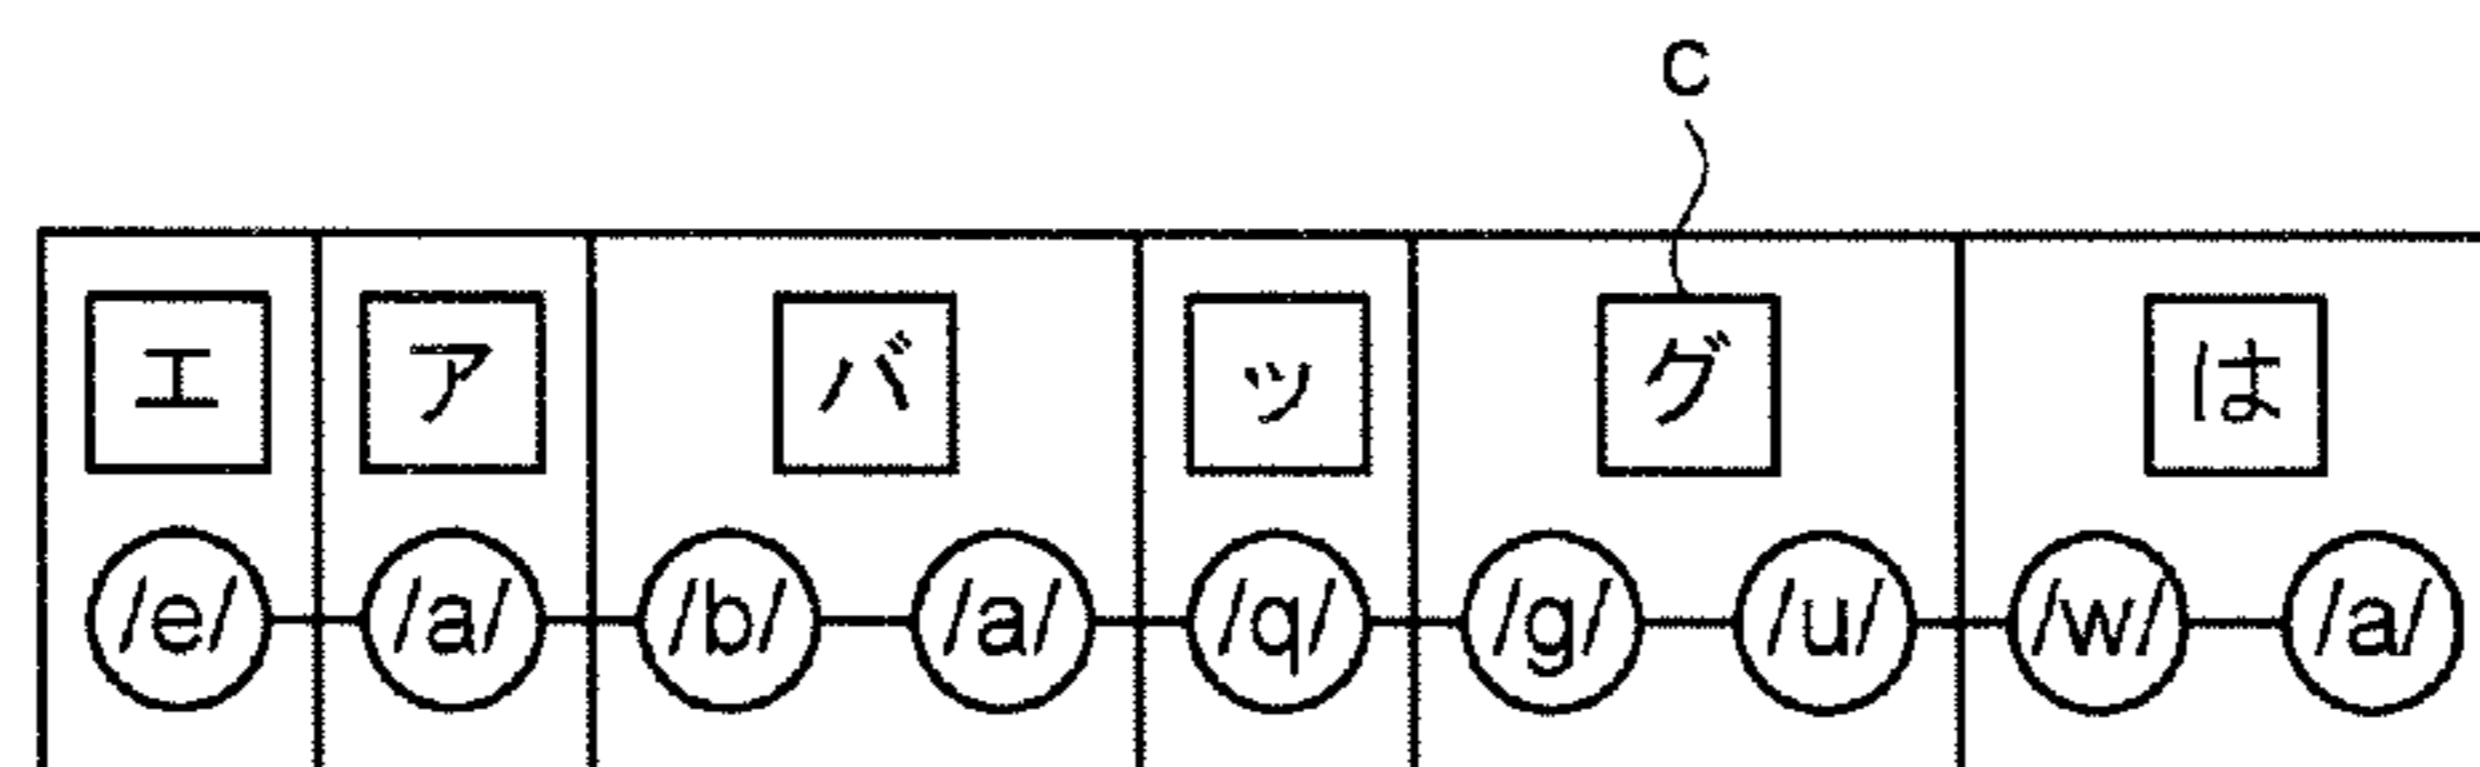 C
エ ア バ ッ グ は
/e/ /a/ /b/ /a/ /q/ /g/ /u/ /w/ /a/